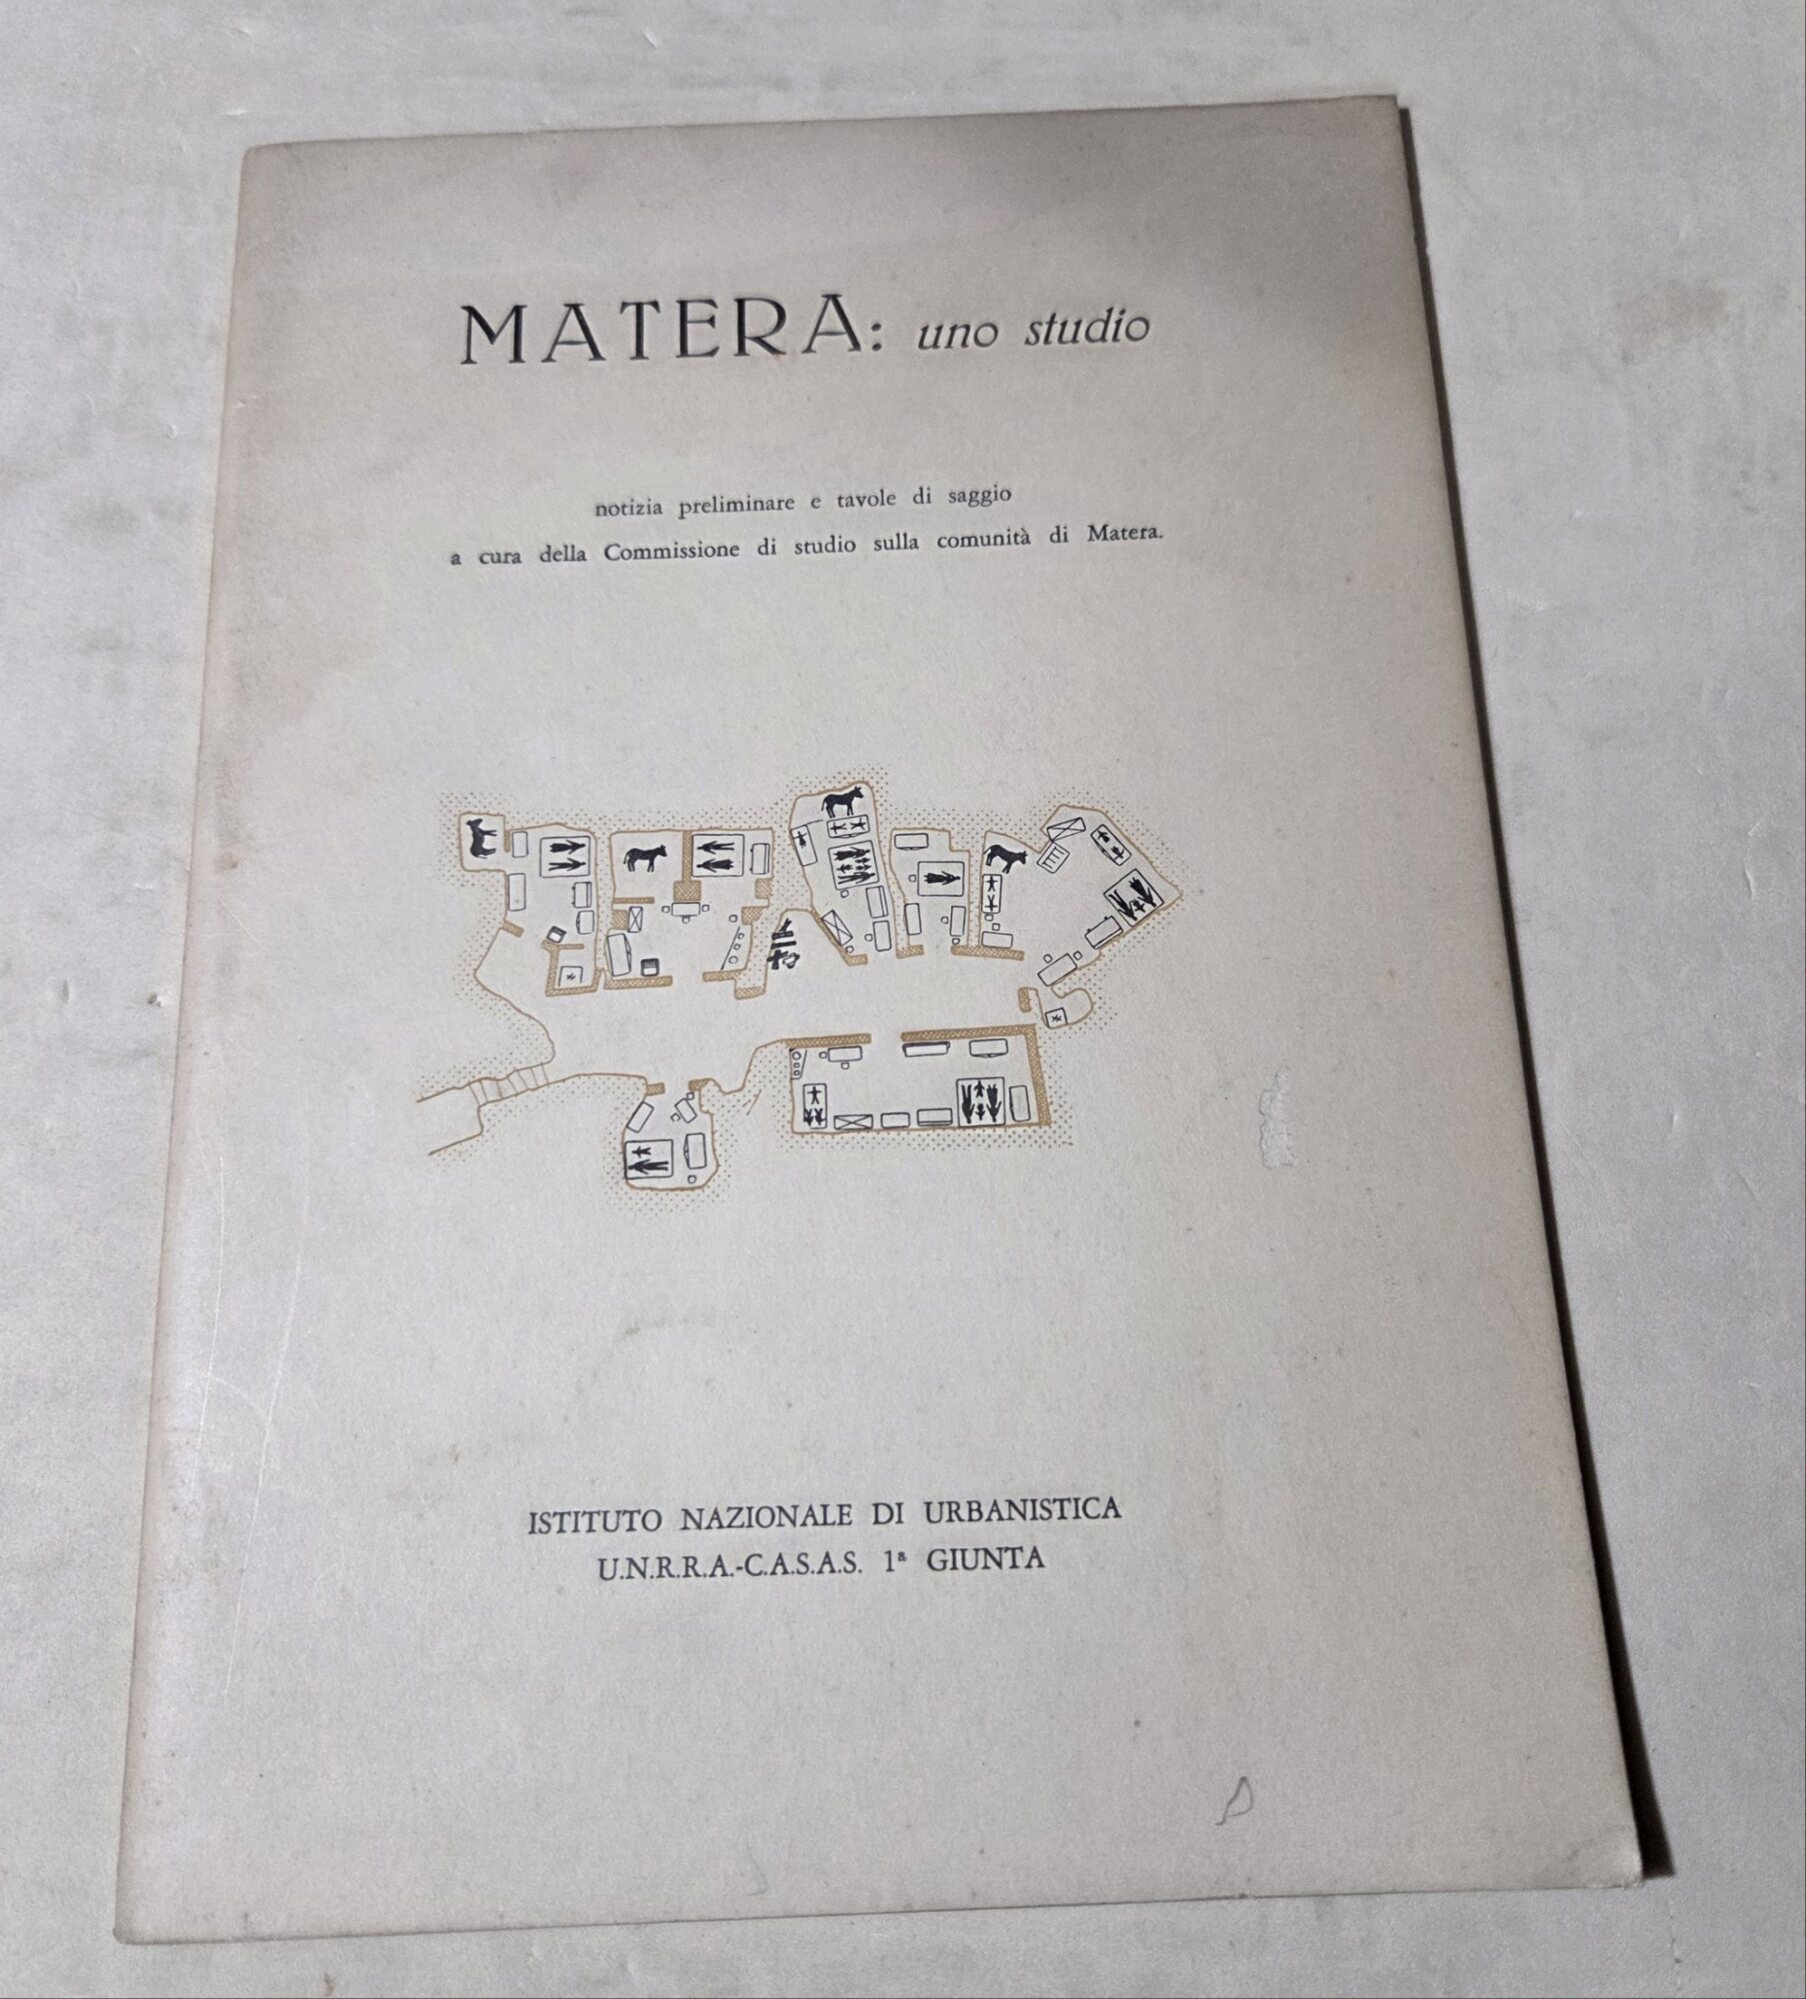 MATERA: uno studio
notizia preliminare e tavole di saggio
a cura della Commissione di studio sulla comunità di Matera.
ISTITUTO NAZIONALE DI URBANISTICA
U.N.R.R.A.-C.A.S.A.S. 1ª GIUNTA